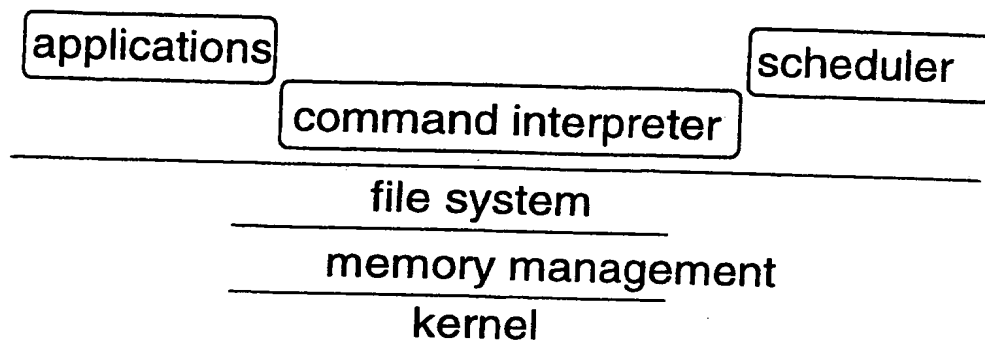 applications
scheduler
command interpreter
file system
memory management
kernel